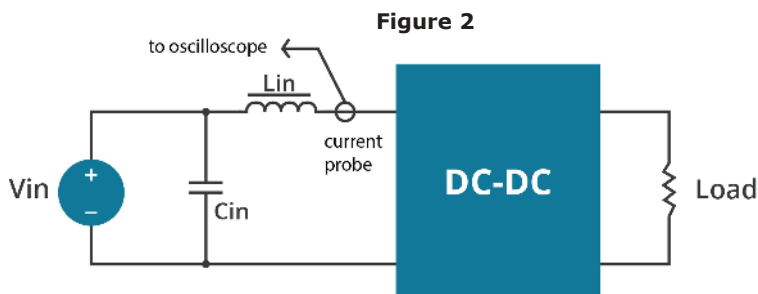 Figure 2
to oscilloscope
Lin
current
probe
Vin
+
–
Cin
DC-DC
Load